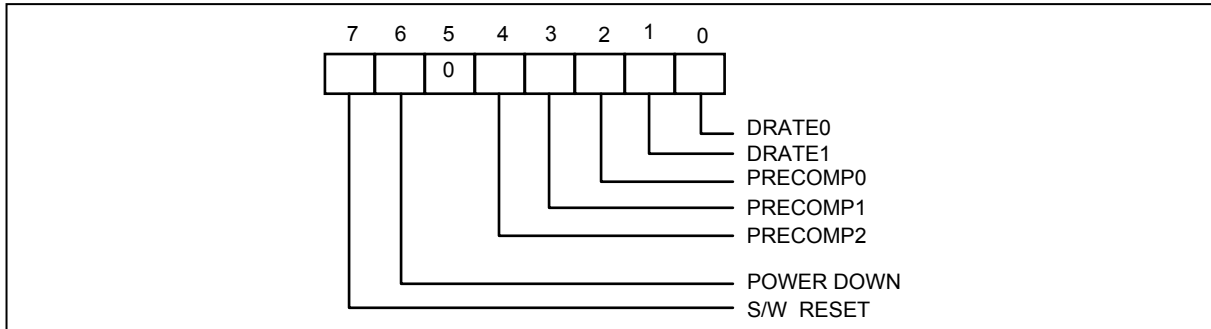 7 6 5 4 3 2 1 0
0
DRATE0
DRATE1
PRECOMP0
PRECOMP1
PRECOMP2
POWER DOWN
S/W RESET